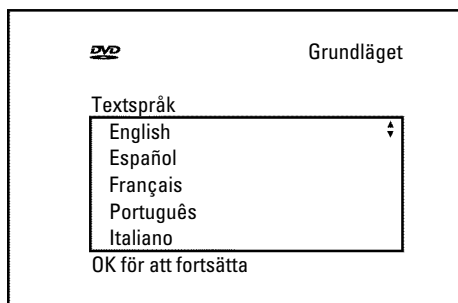 DVD Grundläget
Textspråk
English
Español
Français
Português
Italiano
OK för att fortsätta